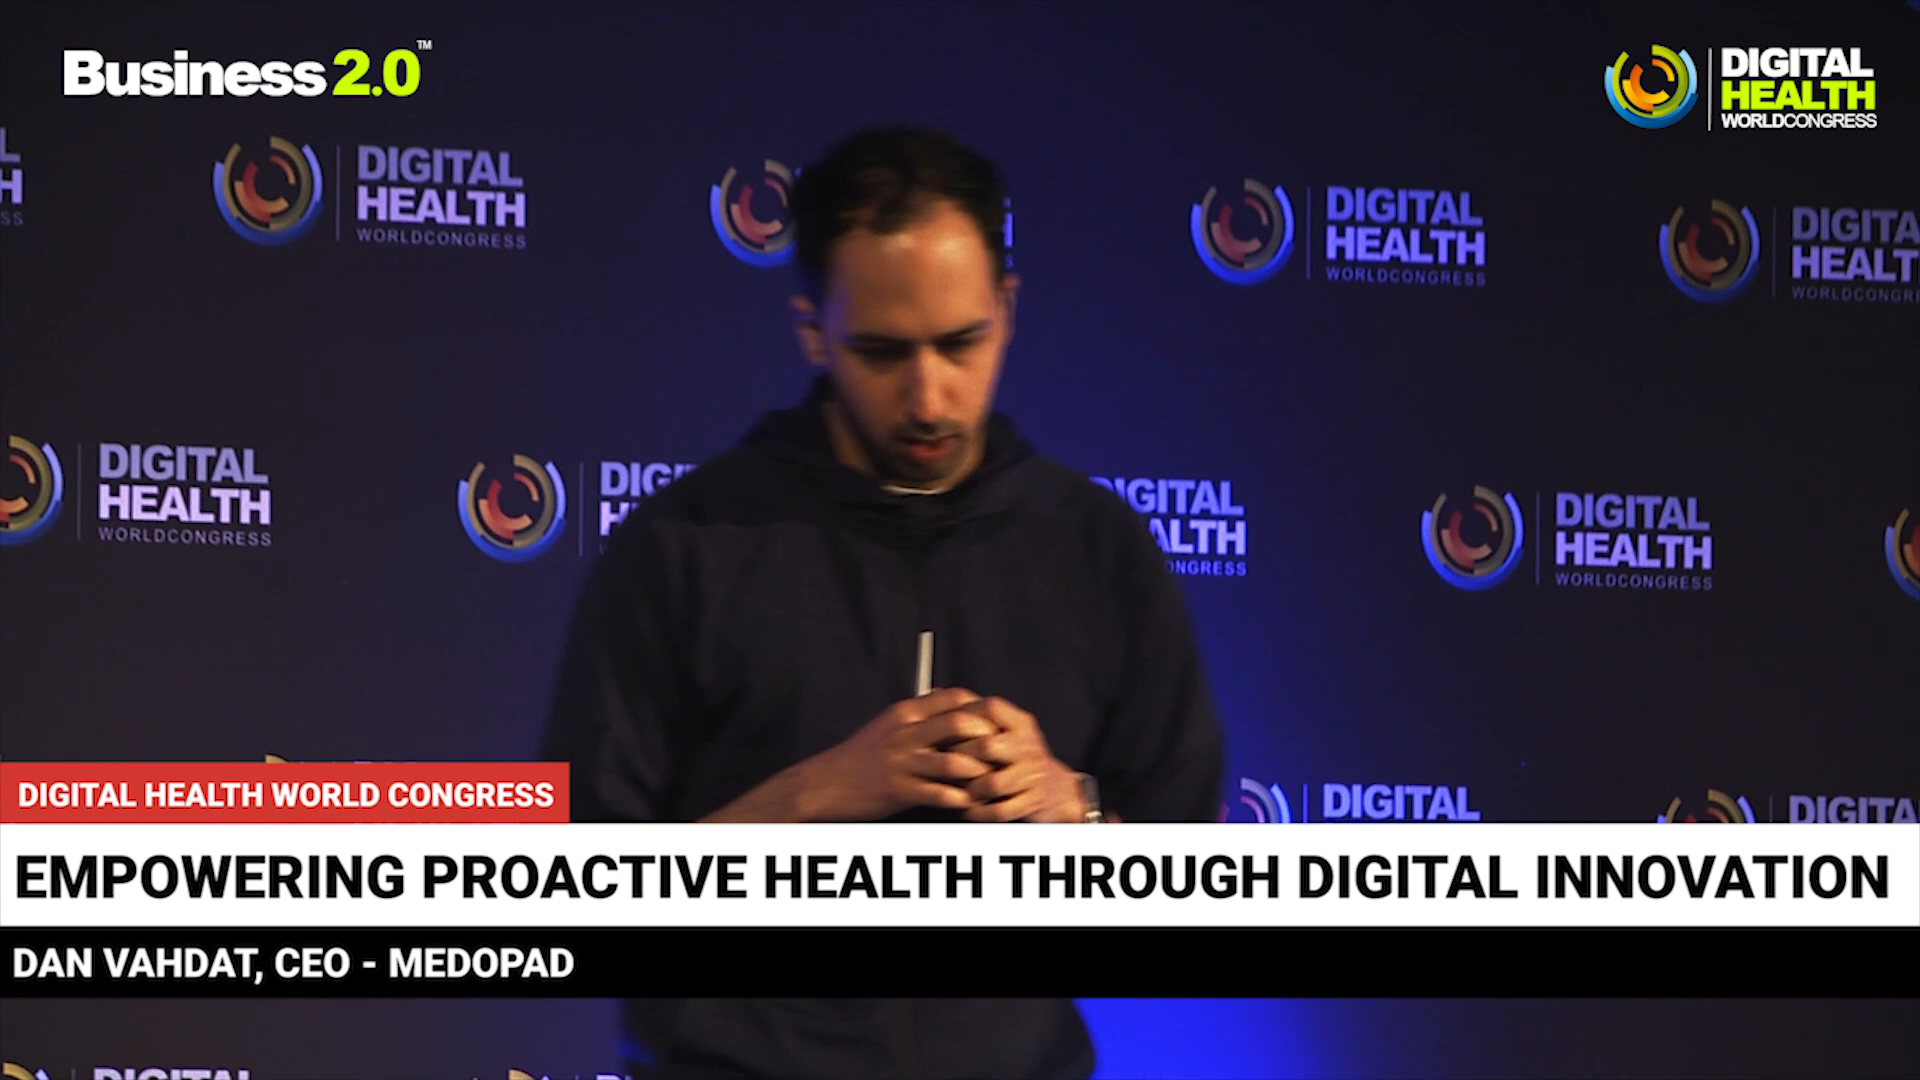 Business 2.0™
DIGITAL
HEALTH
WORLDCONGRESS
DIGITAL
HEALTH
WORLDCONGRESS
DIGITAL
HEALTH
WORLDCONGRESS
DIGITAL
HEALTH
WORLDCONGRESS
DIGITAL
HEALTH
WORLDCONGRESS
DIGITAL
HEALTH
WORLDCONGRESS
DIGITAL
DIGITAL HEALTH WORLD CONGRESS
EMPOWERING PROACTIVE HEALTH THROUGH DIGITAL INNOVATION
DAN VAHDAT, CEO - MEDOPAD